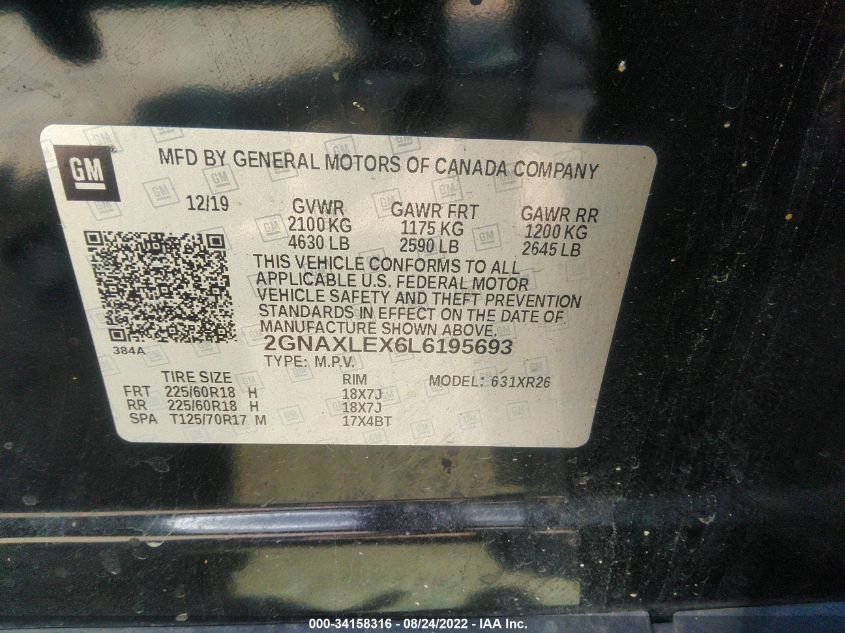 GM
MFD BY GENERAL MOTORS OF CANADA COMPANY
12/19 GVWR GAWR FRT GAWR RR
2100 KG 1175 KG 1200 KG
4630 LB 2590 LB 2645 LB
THIS VEHICLE CONFORMS TO ALL
APPLICABLE U.S. FEDERAL MOTOR
VEHICLE SAFETY AND THEFT PREVENTION
STANDARDS IN EFFECT ON THE DATE OF
MANUFACTURE SHOWN ABOVE.
384A
2GNAXLEX6L6195693
TYPE: M.P.V.
TIRE SIZE RIM MODEL: 631XR26
FRT 225/60R18 H 18X7J
RR 225/60R18 H 18X7J
SPA T125/70R17 M 17X4BT
000-34158316 - 08/24/2022 - IAA Inc.